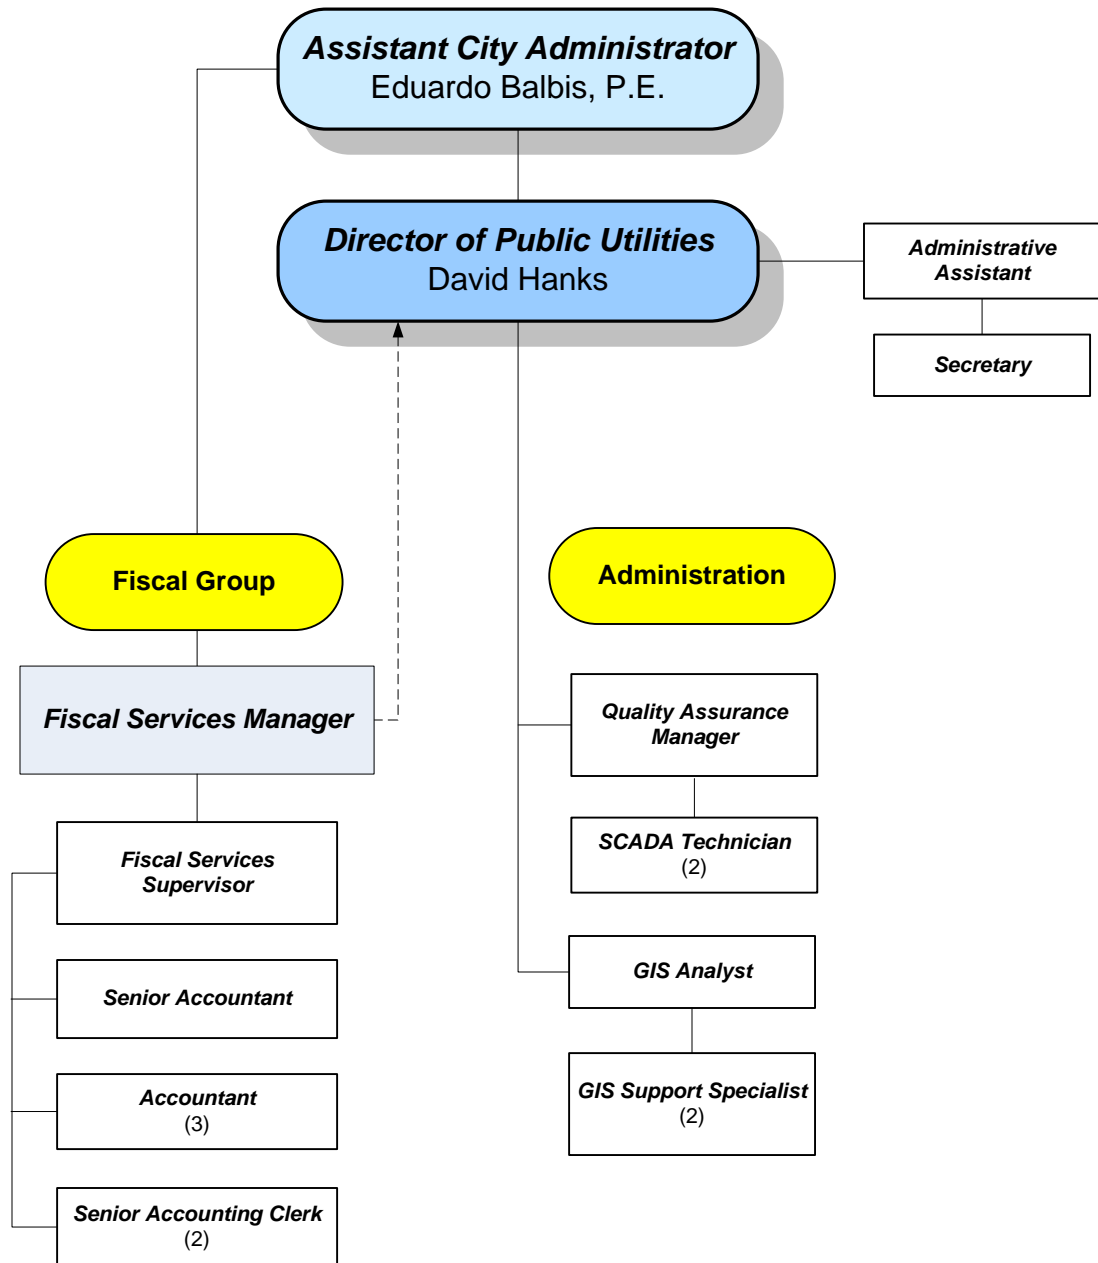 Assistant City Administrator
Eduardo Balbis, P.E.
Director of Public Utilities
David Hanks
Administrative
Assistant
Secretary
Fiscal Group
Fiscal Services Manager
Fiscal Services
Supervisor
Senior Accountant
Accountant
(3)
Senior Accounting Clerk
(2)
Administration
Quality Assurance
Manager
SCADA Technician
(2)
GIS Analyst
GIS Support Specialist
(2)